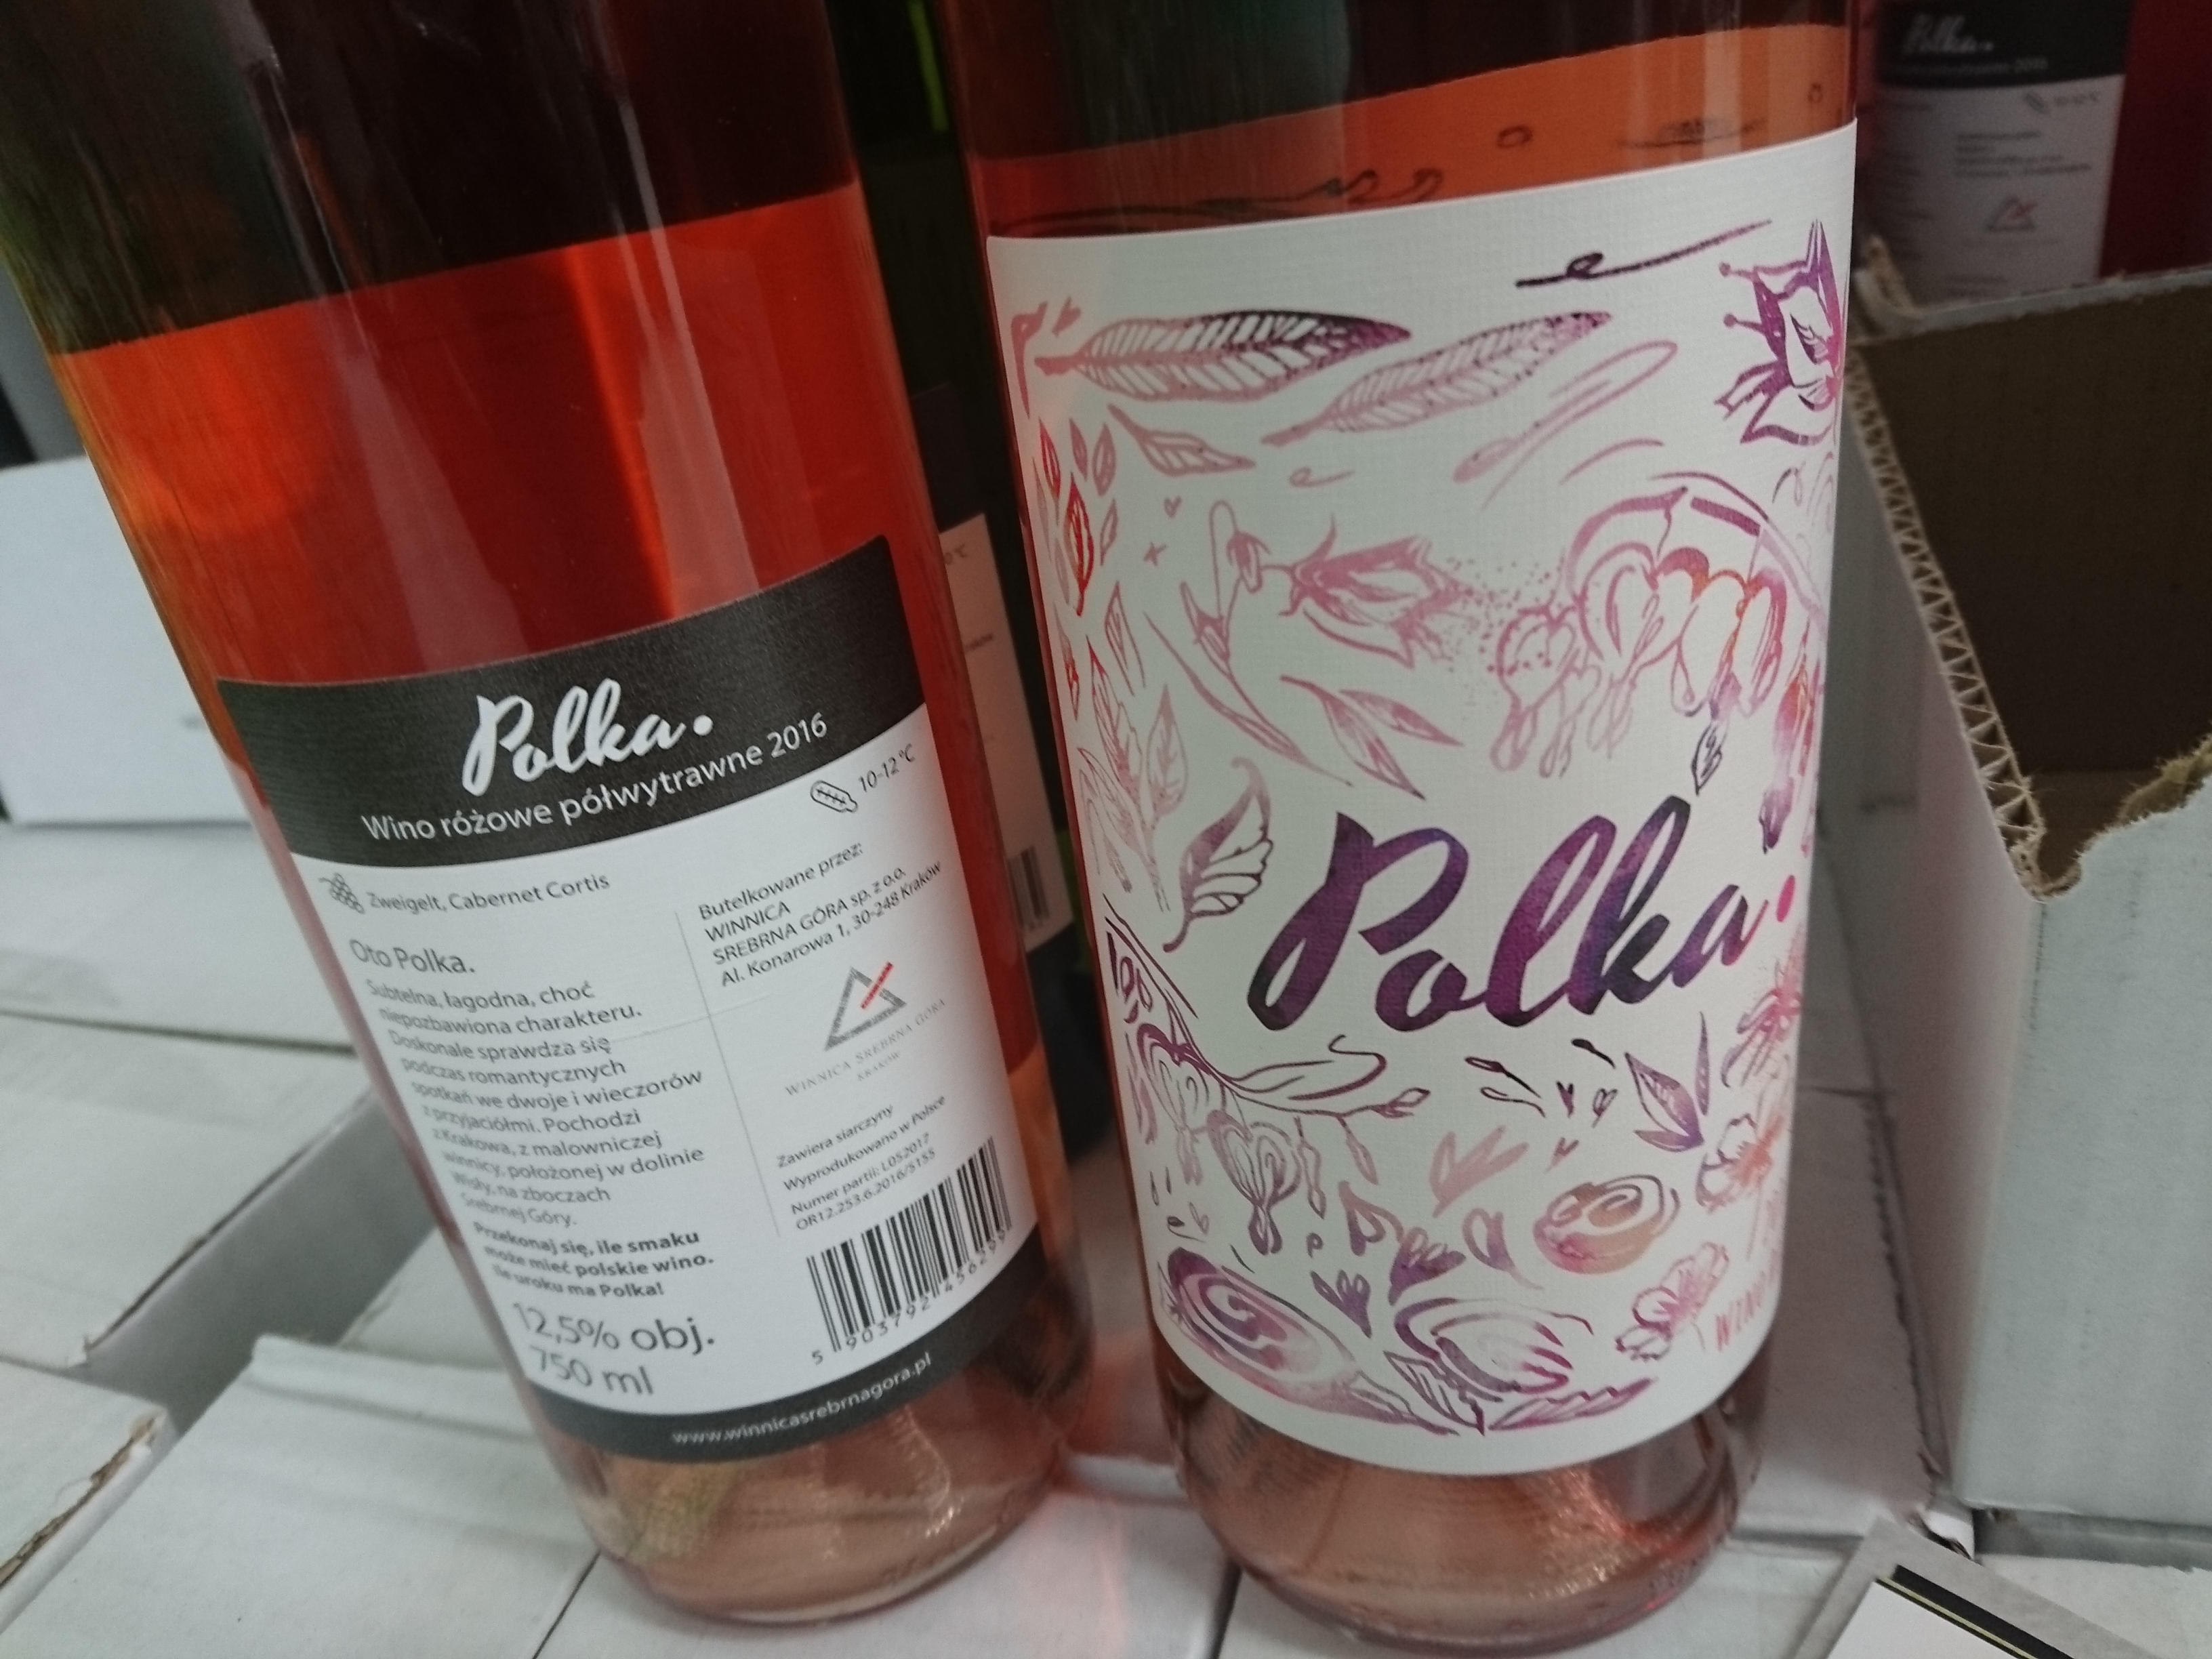 Polka.
Wino różowe półwytrawne 2016
10-12°C
Zweigelt, Cabernet Cortis
Oto Polka.
Subtelna, łagodna, choć
niepozbawiona charakteru.
Doskonale sprawdza się
podczas romantycznych
spotkań we dwoje i wieczorów
z przyjaciółmi. Pochodzi
z Krakowa, z malowniczej
winnicy, położonej w dolinie
Wisły, na zboczach
Srebrnej Góry.
Przekonaj się, ile smaku
może mieć polskie wino.
Ile uroku ma Polka!
12,5% obj.
750 ml
Butelkowane przez:
WINNICA
SREBRNA GÓRA sp. z o.o.
Al. Konarowa 1, 30-248 Kraków
WINNICA SREBRNA GÓRA
KRAKÓW
Zawiera siarczyny
Wyprodukowano w Polsce
Numer partii: L052017
OR12.253.6.2016/5155
5 903792 456299
www.winnicasrebrnagora.pl
Polka.
WINO
Polka.